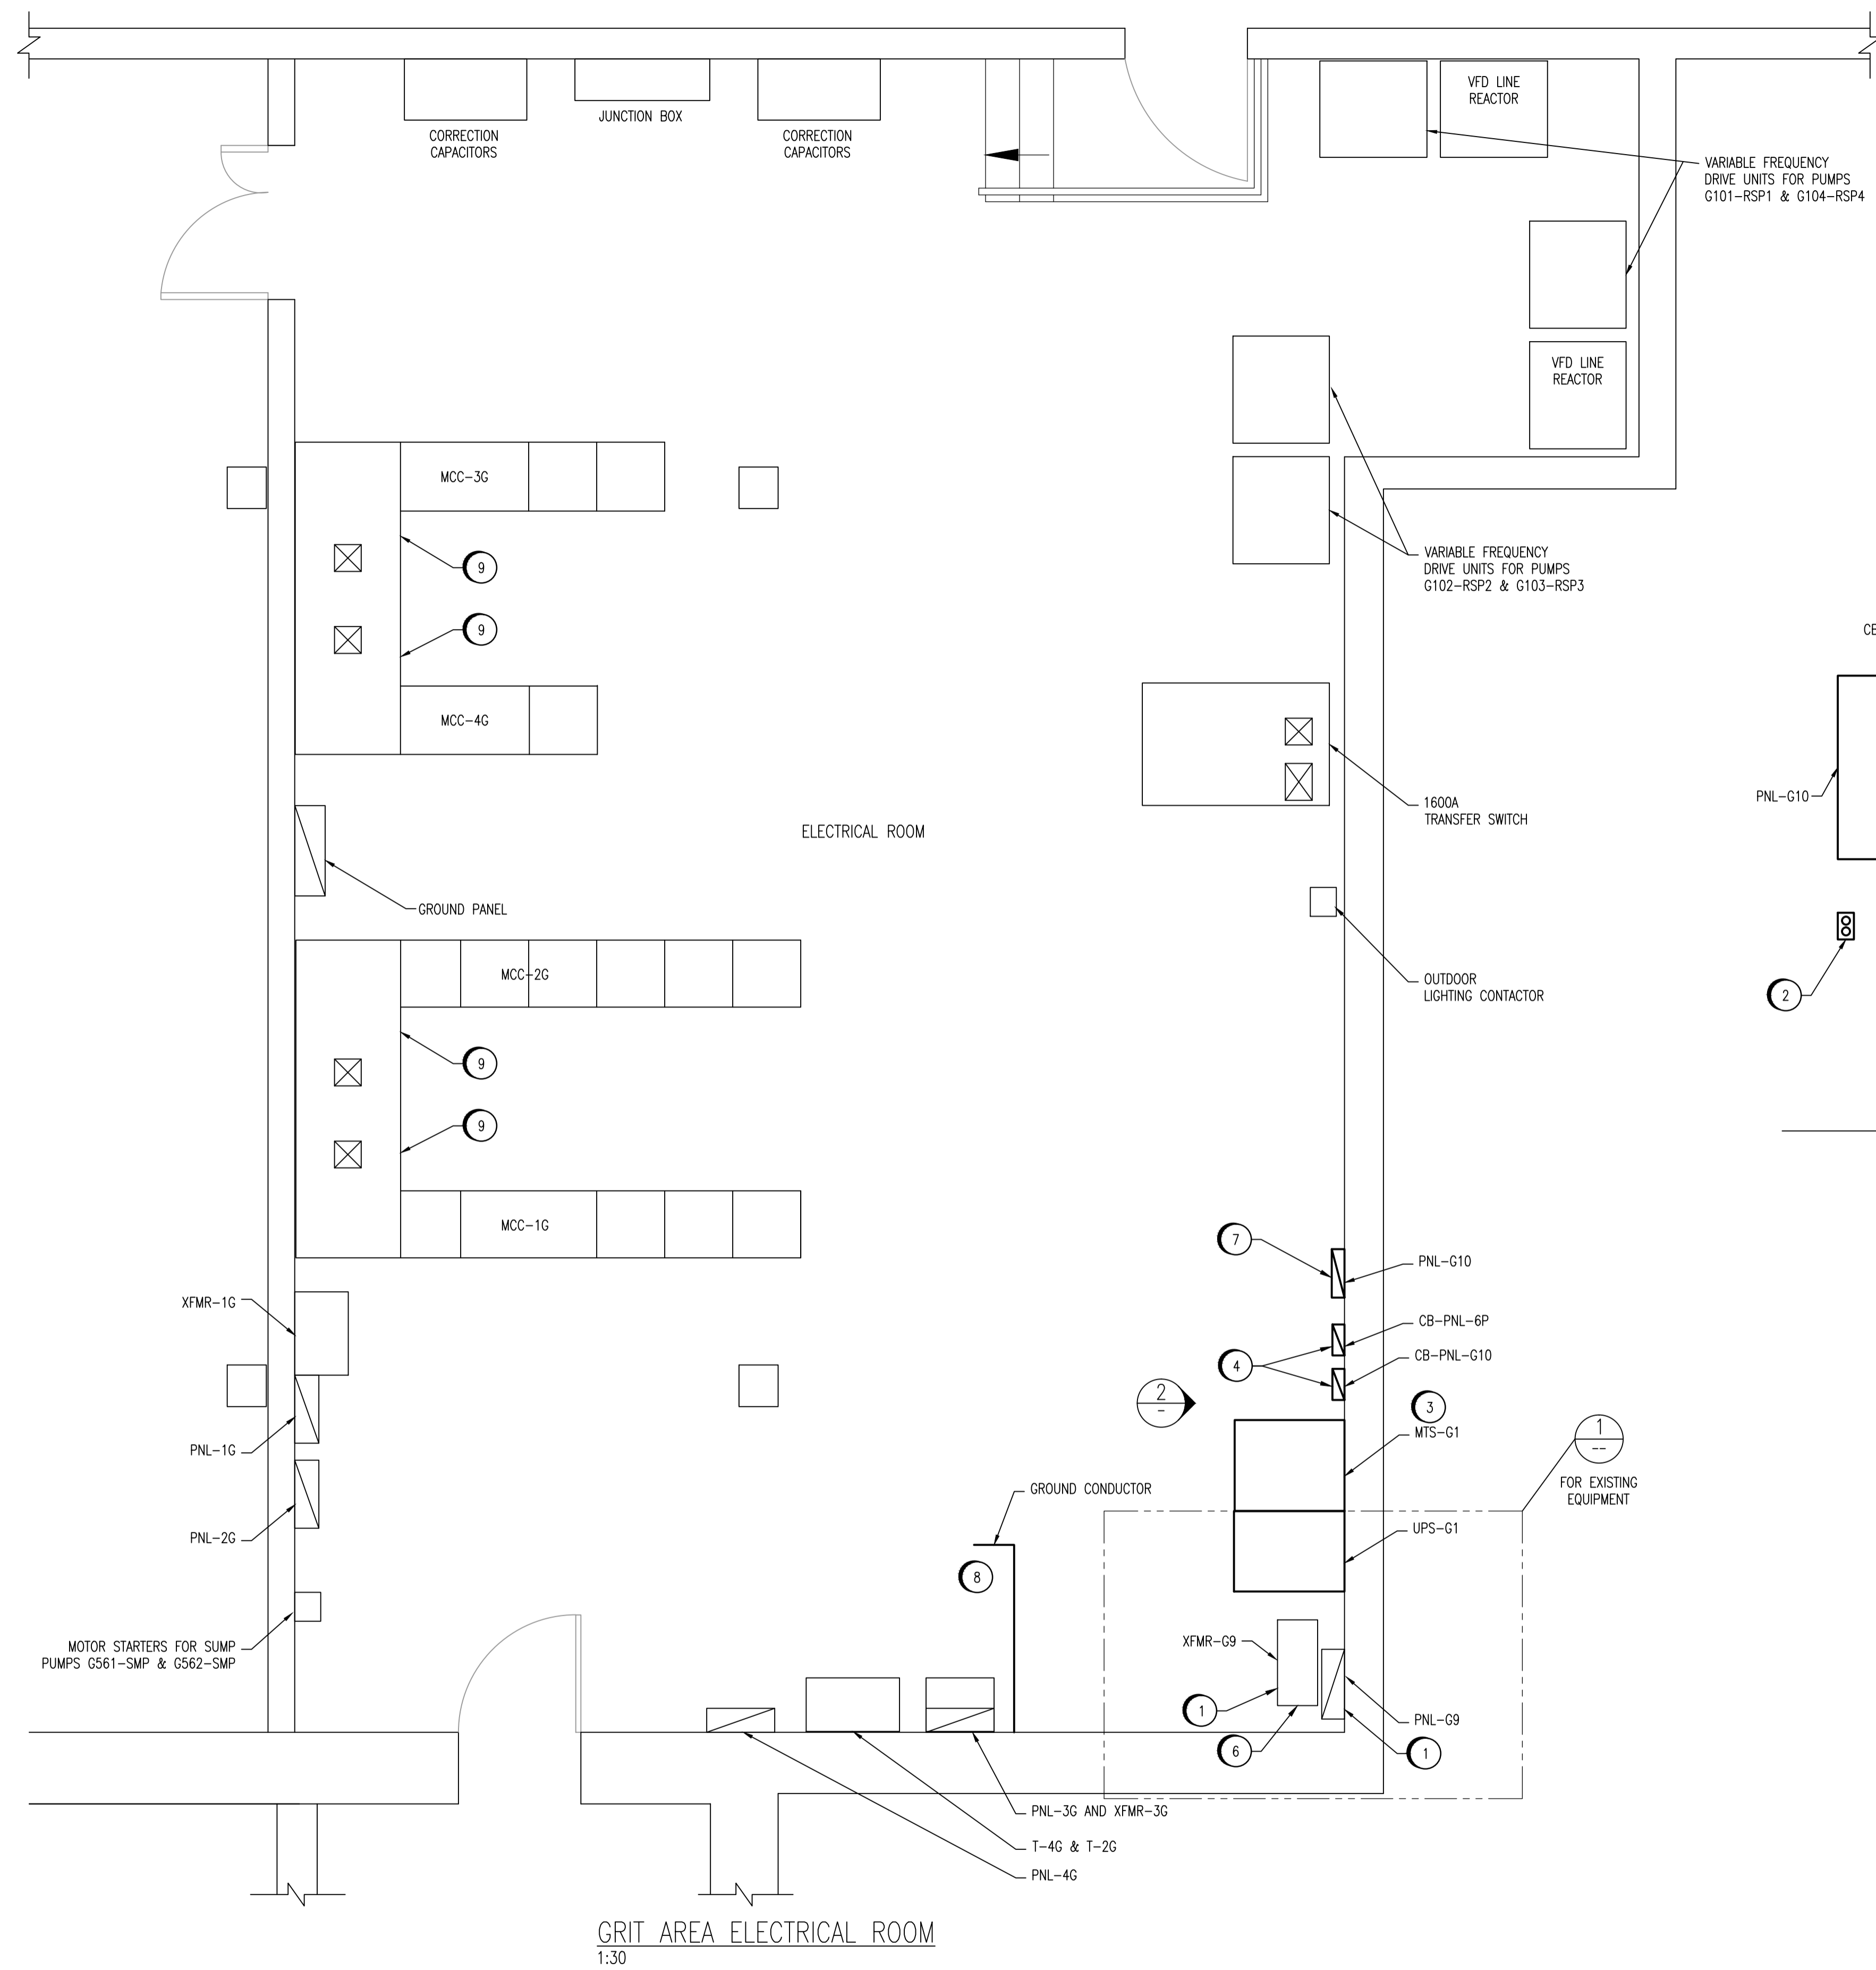 CORRECTION
CAPACITORS
JUNCTION BOX
CORRECTION
CAPACITORS
VFD LINE
REACTOR
VARIABLE FREQUENCY
DRIVE UNITS FOR PUMPS
G101-RSP1 & G104-RSP4
VFD LINE
REACTOR
MCC-3G
9
9
MCC-4G
VARIABLE FREQUENCY
DRIVE UNITS FOR PUMPS
G102-RSP2 & G103-RSP3
CE
PNL-G10
1600A
TRANSFER SWITCH
ELECTRICAL ROOM
GROUND PANEL
OUTDOOR
LIGHTING CONTACTOR
2
MCC-2G
9
9
MCC-1G
7
PNL-G10
XFMR-1G
CB-PNL-6P
4
CB-PNL-G10
2
-
3
MTS-G1
1
--
FOR EXISTING
EQUIPMENT
PNL-1G
GROUND CONDUCTOR
UPS-G1
PNL-2G
8
MOTOR STARTERS FOR SUMP
PUMPS G561-SMP & G562-SMP
XFMR-G9
1
PNL-G9
6
1
PNL-3G AND XFMR-3G
T-4G & T-2G
PNL-4G
GRIT AREA ELECTRICAL ROOM
1:30